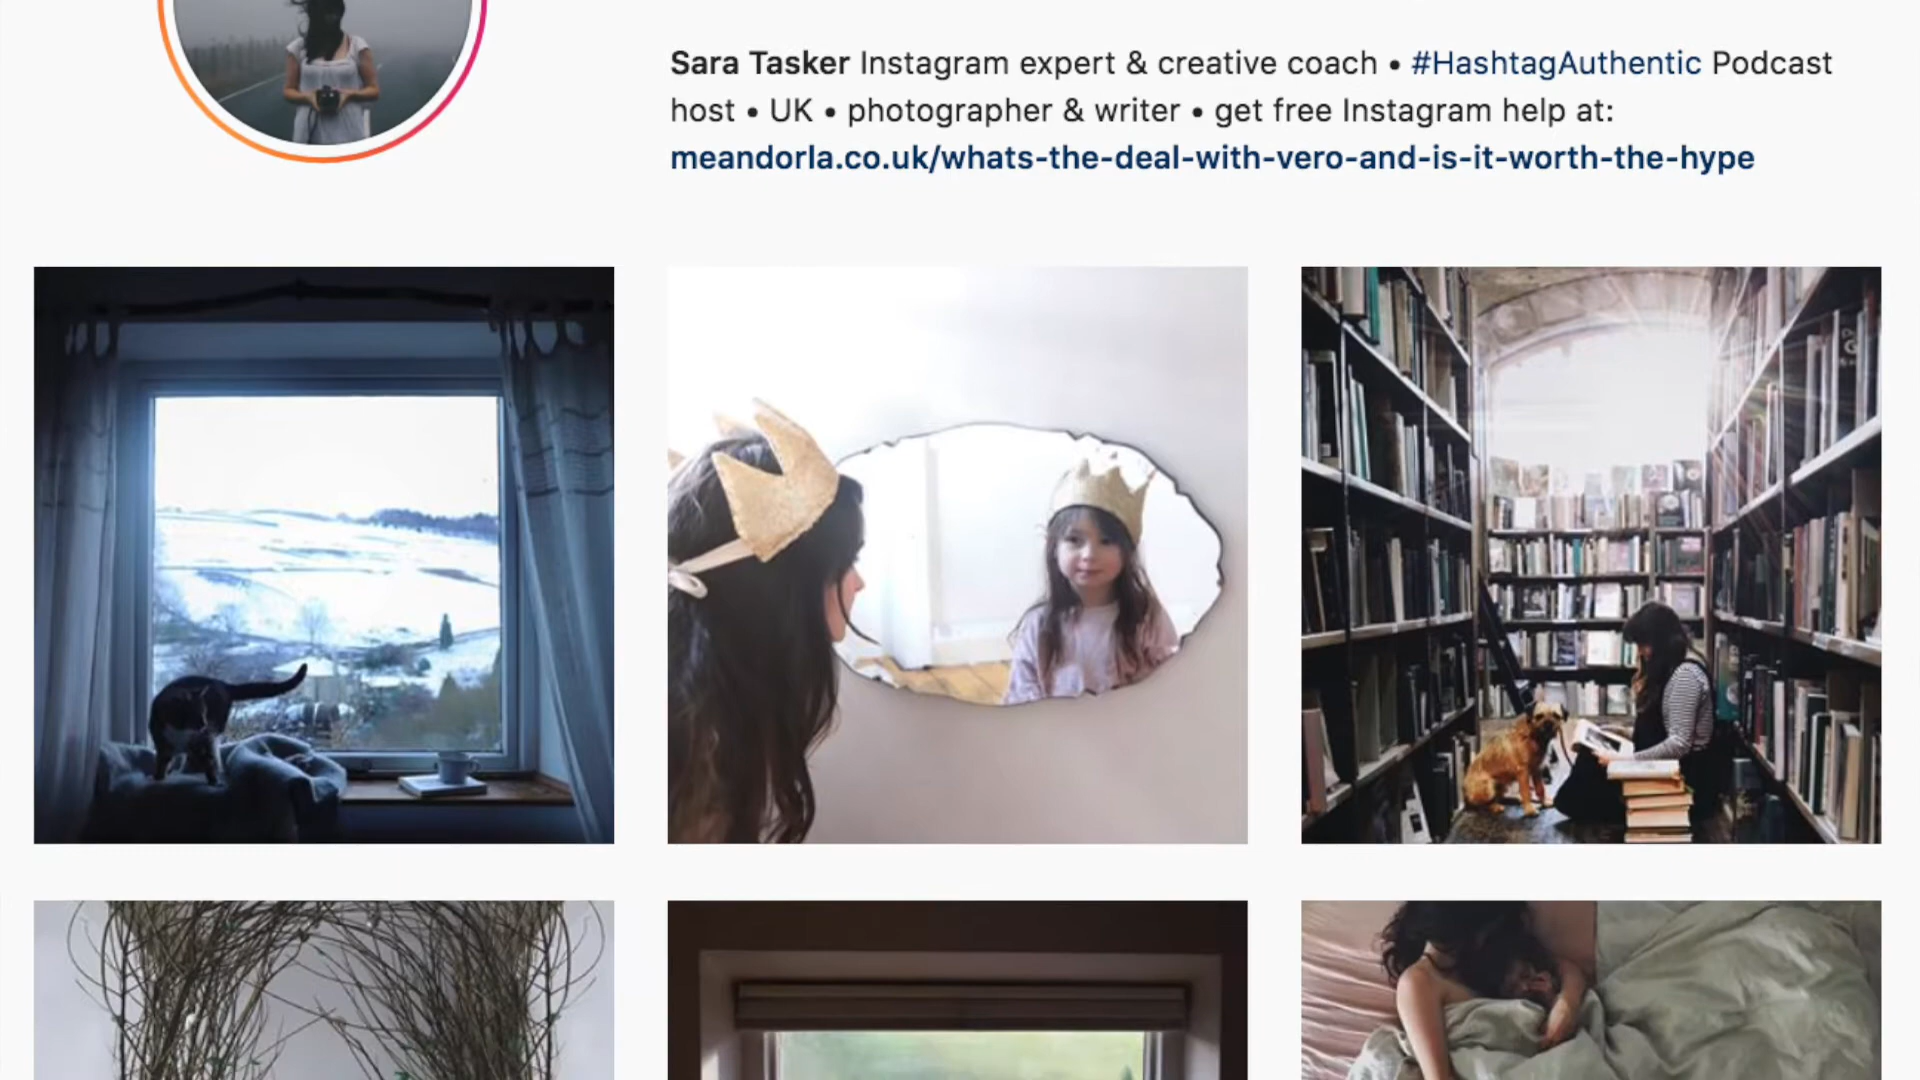 Sara Tasker Instagram expert & creative coach • #HashtagAuthentic Podcast
host • UK • photographer & writer • get free Instagram help at:
meandorla.co.uk/whats-the-deal-with-vero-and-is-it-worth-the-hype